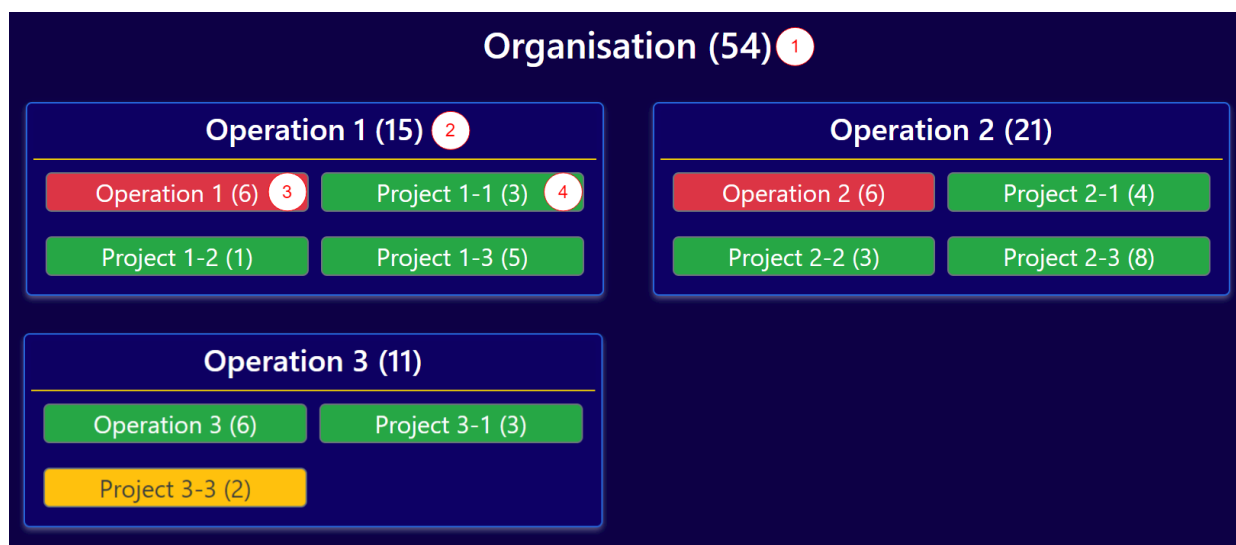 Organisation (54) 1
Operation 1 (15) 2
Operation 1 (6) 3 Project 1-1 (3) 4
Project 1-2 (1) Project 1-3 (5)
Operation 2 (21)
Operation 2 (6) Project 2-1 (4)
Project 2-2 (3) Project 2-3 (8)
Operation 3 (11)
Operation 3 (6) Project 3-1 (3)
Project 3-3 (2)